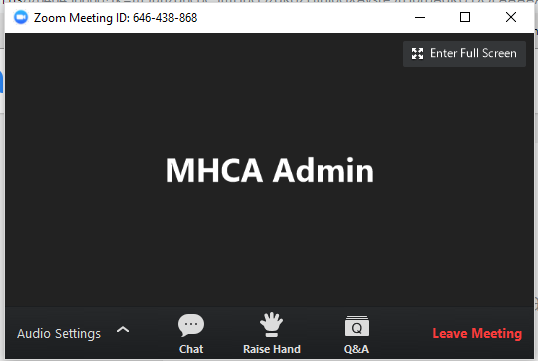 Zoom Meeting ID: 646-438-868
Enter Full Screen
MHCA Admin
Audio Settings
Chat
Raise Hand
Q&A
Leave Meeting